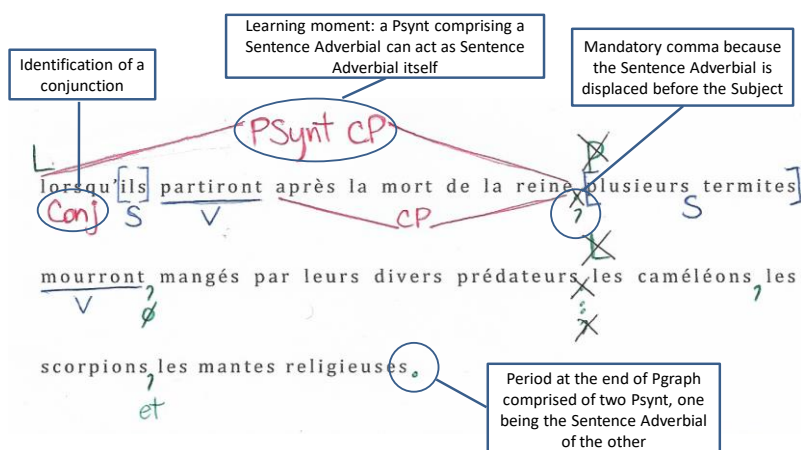 Learning moment: a Psynt comprising a
Sentence Adverbial can act as Sentence
Adverbial itself
Identification of a
conjunction
Mandatory comma because
the Sentence Adverbial is
displaced before the Subject
PSynt CP
P
L
lorsqu'[ils] partiront après la mort de la reine, [plusieurs termites]
Conj S V CP , S
L
mourront, mangés par leurs divers prédateurs les caméléons, les
V ø : ,
scorpions, les mantes religieuses.
et
Period at the end of Pgraph
comprised of two Psynt, one
being the Sentence Adverbial
of the other